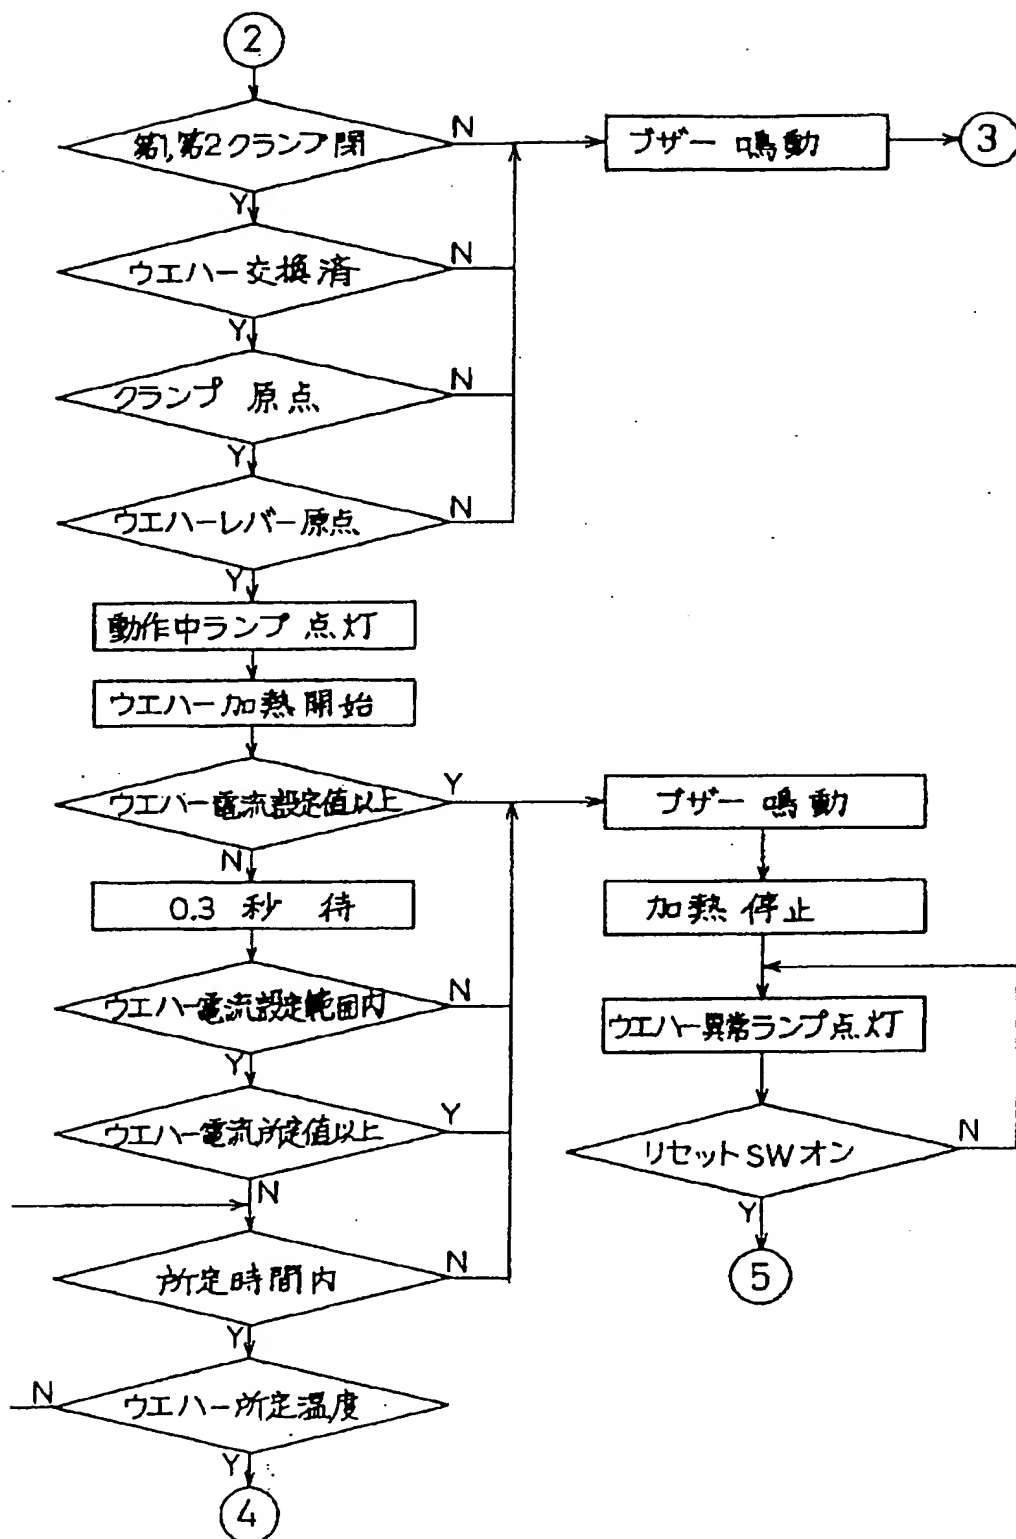 2
第1,第2クランプ閉
N
ブザー 鳴動
3
Y
ウエハー交換済
N
Y
クランプ 原点
N
Y
ウエハーレバー原点
N
Y
動作中ランプ 点灯
ウエハー加熱開始
ウエハー電流設定値以上
Y
N
0.3 秒 待
ウエハー電流設定範囲内
N
Y
ウエハー電流所定値以上
Y
N
所定時間内
N
Y
ウエハー所定温度
N
Y
4
ブザー 鳴動
加熱停止
ウエハー異常ランプ点灯
リセットSWオン
N
Y
5